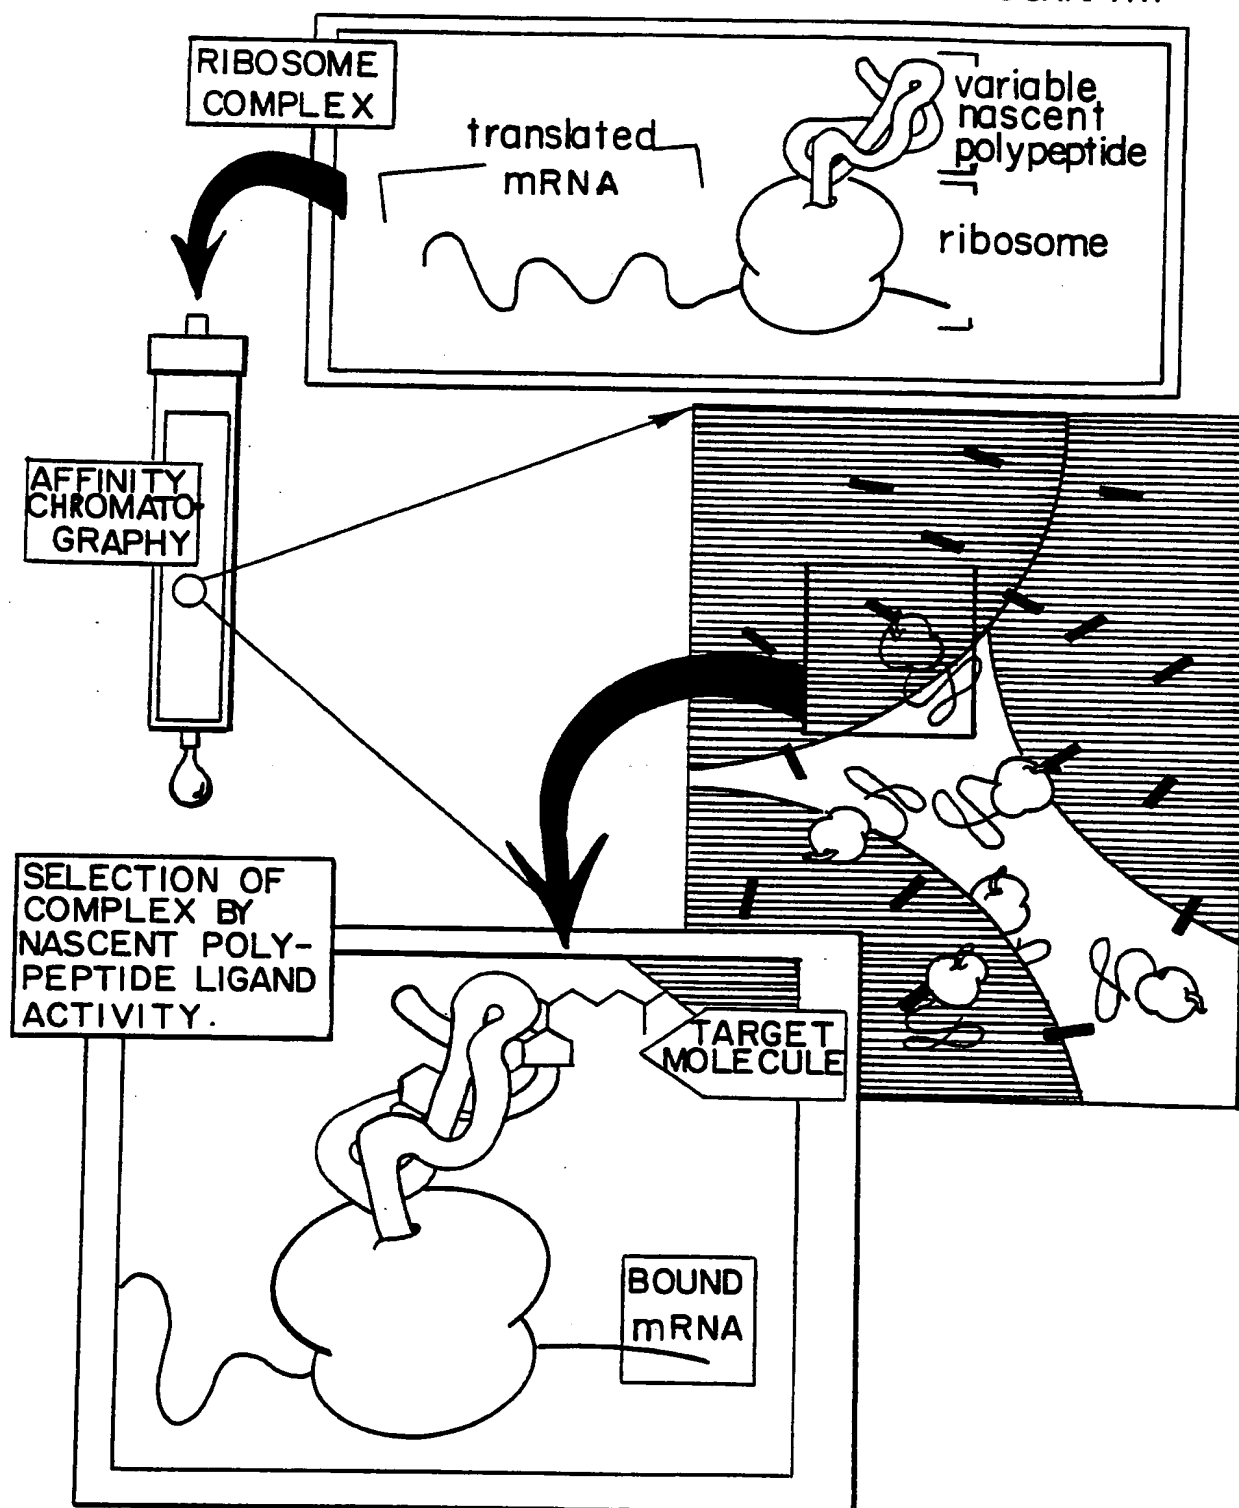 RIBOSOME
COMPLEX
translated
mRNA
variable
nascent
polypeptide
ribosome
AFFINITY
CHROMATO-
GRAPHY
SELECTION OF
COMPLEX BY
NASCENT POLY-
PEPTIDE LIGAND
ACTIVITY.
TARGET
MOLECULE
BOUND
mRNA